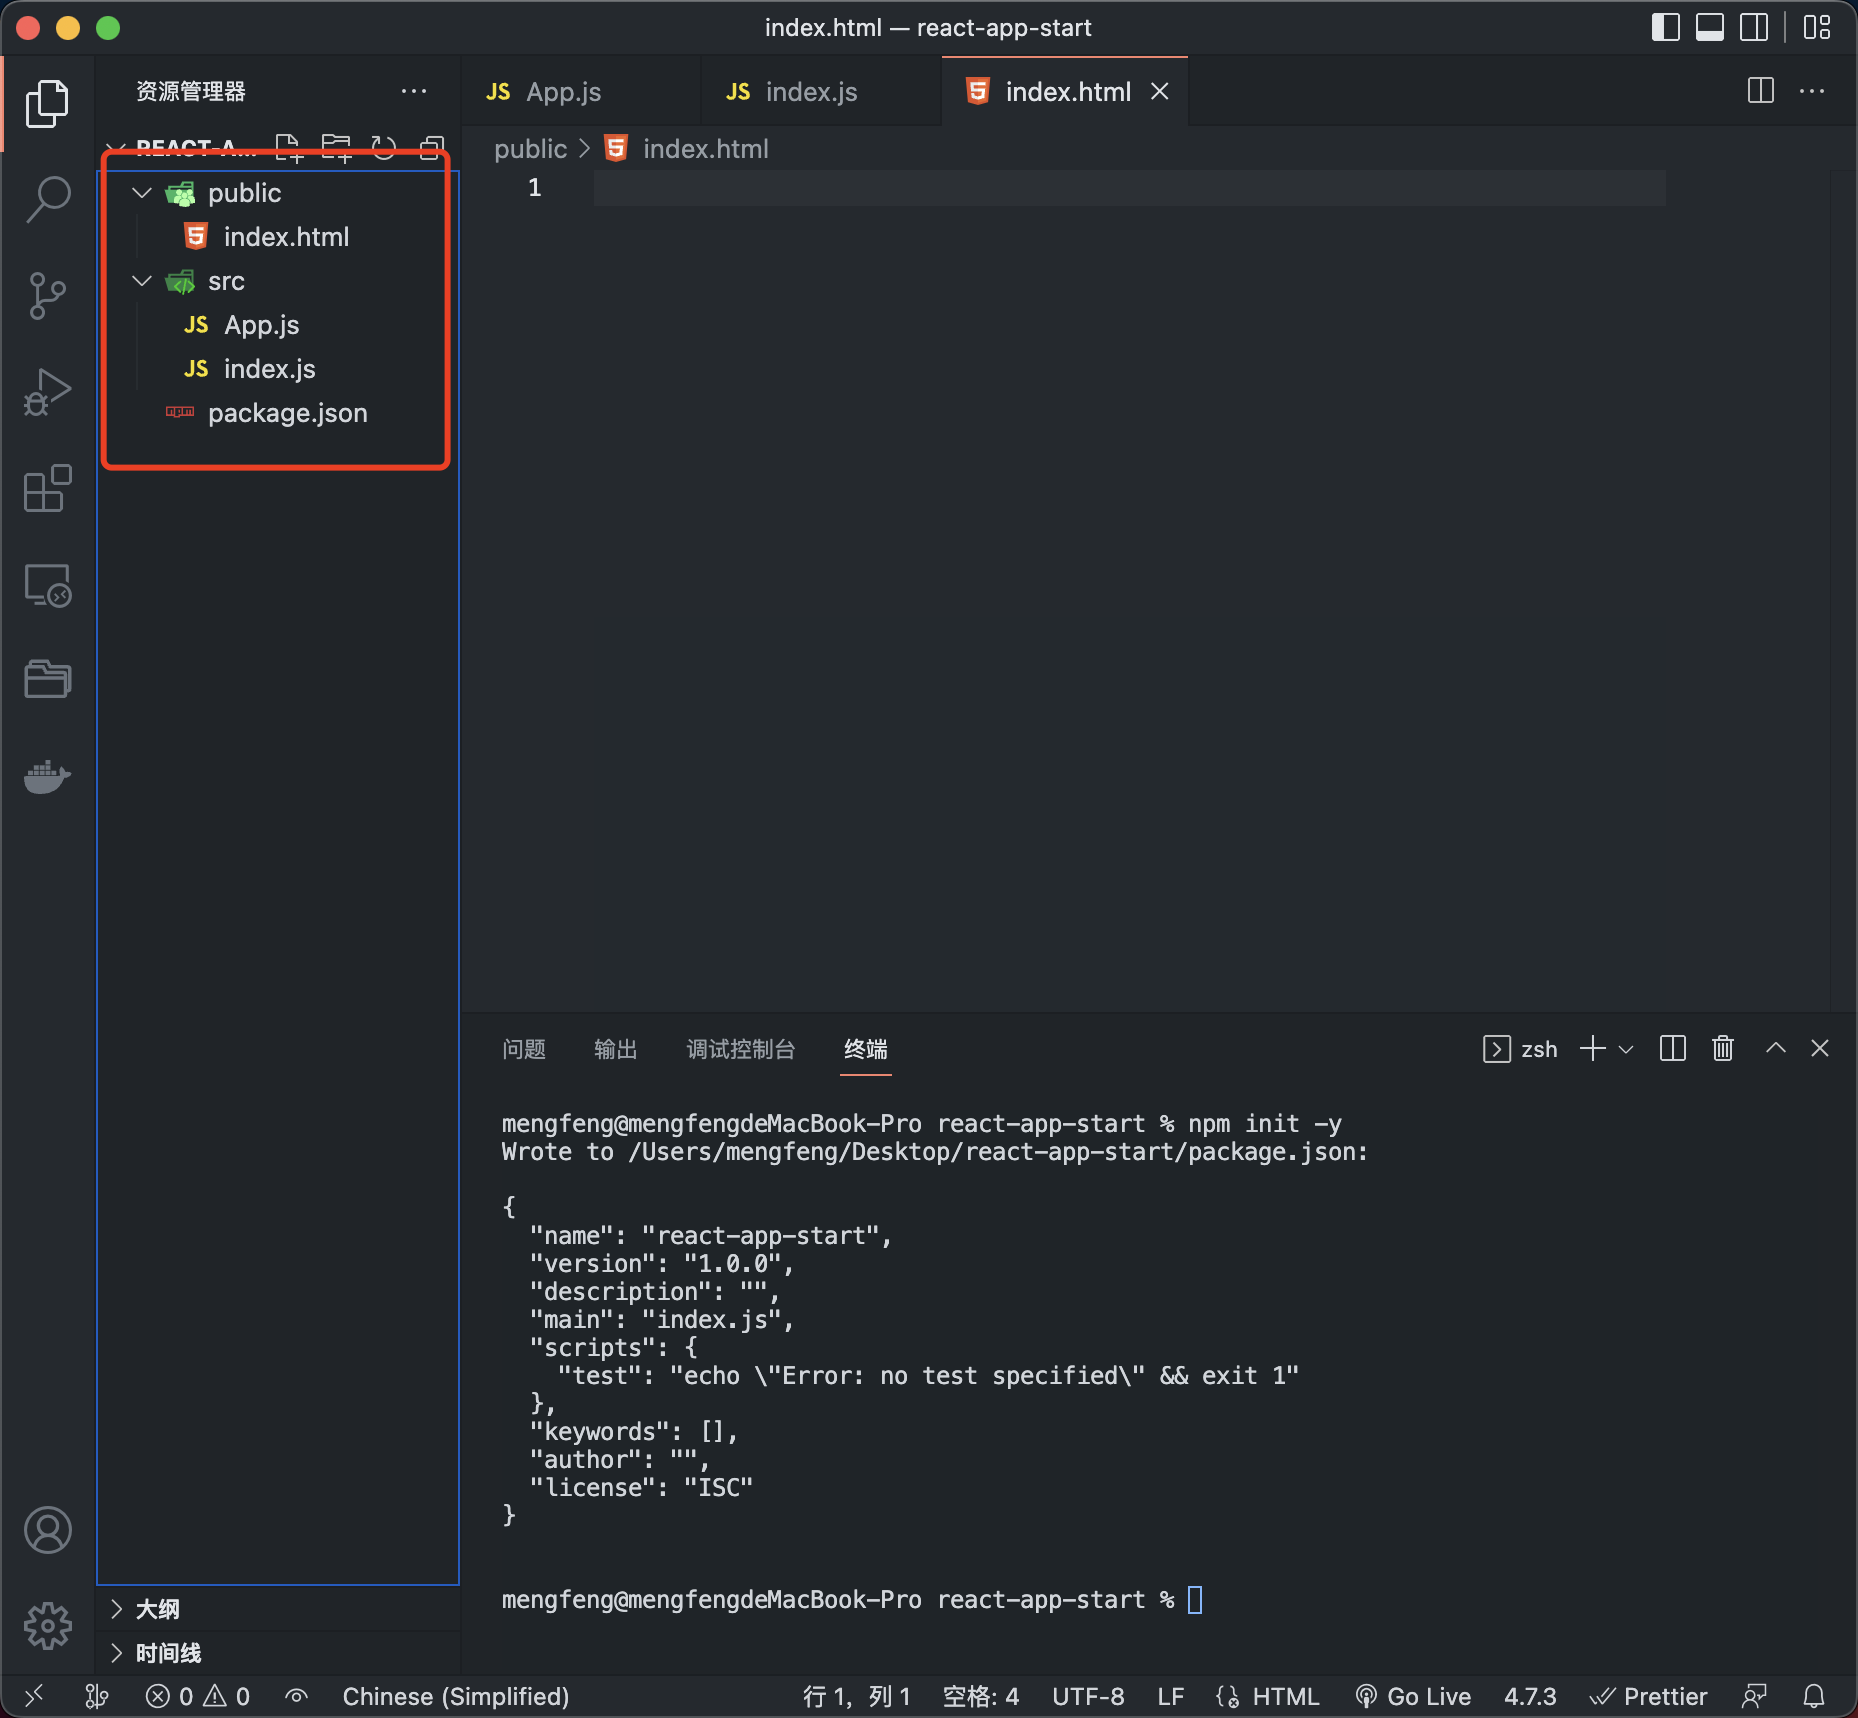 index.html — react-app-start
资源管理器
JS App.js
JS index.js
index.html
REACT-A...
public > index.html
1
public
index.html
src
JS App.js
JS index.js
package.json
问题 输出 调试控制台 终端
zsh
mengfeng@mengfengdeMacBook-Pro react-app-start % npm init -y
Wrote to /Users/mengfeng/Desktop/react-app-start/package.json:
{
"name": "react-app-start",
"version": "1.0.0",
"description": "",
"main": "index.js",
"scripts": {
"test": "echo \"Error: no test specified\" && exit 1"
},
"keywords": [],
"author": "",
"license": "ISC"
}
mengfeng@mengfengdeMacBook-Pro react-app-start %
大纲
时间线
0 0 Chinese (Simplified) 行 1，列 1 空格: 4 UTF-8 LF HTML Go Live 4.7.3 Prettier